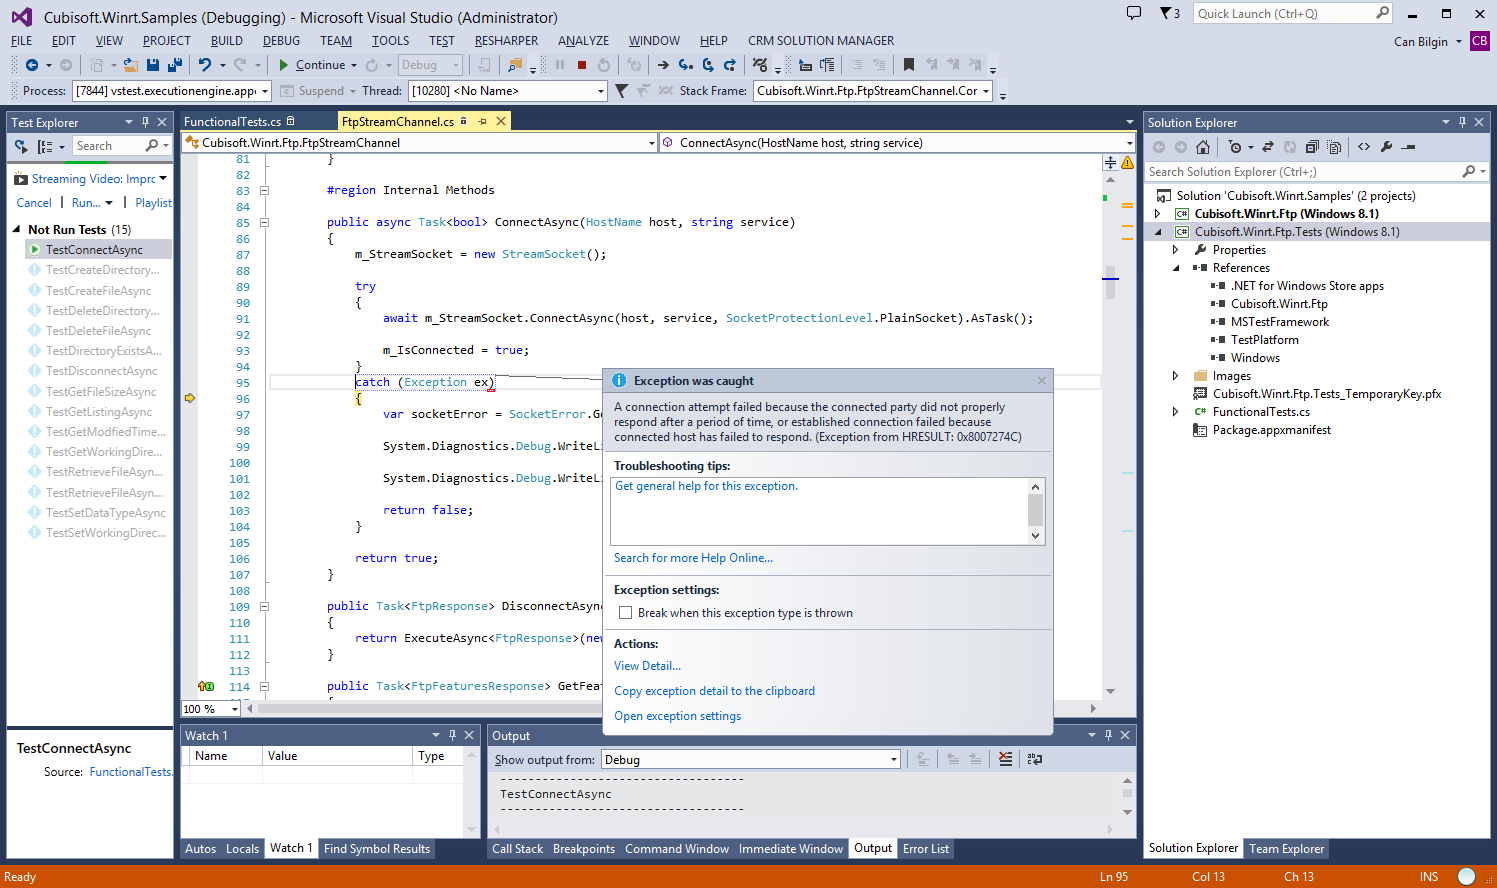 Cubisoft.Winrt.Samples (Debugging) - Microsoft Visual Studio (Administrator)
3
Quick Launch (Ctrl+Q)
FILE EDIT VIEW PROJECT BUILD DEBUG TEAM TOOLS TEST RESHARPER ANALYZE WINDOW HELP CRM SOLUTION MANAGER
Can Bilgin CB
Continue Debug
Process: [7844] vstest.executionengine.app Suspend Thread: [10280] <No Name> Stack Frame: Cubisoft.Winrt.Ftp.FtpStreamChannel.Cor
Test Explorer
Search
Streaming Video: Impro
Cancel Run... Playlist
Not Run Tests (15)
TestConnectAsync
TestCreateDirectory...
TestCreateFileAsync
TestDeleteDirectory...
TestDeleteFileAsync
TestDirectoryExistsA...
TestDisconnectAsync
TestGetFileSizeAsync
TestGetListingAsync
TestGetModfiedTime...
TestGetWorkingDire...
TestRetrieveFileAsyn...
TestRetrieveFileAsyn...
TestSetDataTypeAsync
TestSetWorkingDirec...
TestConnectAsync
Source: FunctionalTests.
FunctionalTests.cs FtpStreamChannel.cs
Cubisoft.Winrt.Ftp.FtpStreamChannel ConnectAsync(HostName host, string service)
81 }
82
83 #region Internal Methods
84
85 public async Task<bool> ConnectAsync(HostName host, string service)
86 {
87 m_StreamSocket = new StreamSocket();
88
89 try
90 {
91 await m_StreamSocket.ConnectAsync(host, service, SocketProtectionLevel.PlainSocket).AsTask();
92
93 m_IsConnected = true;
94 }
95 catch (Exception ex)
96 {
97 var socketError = SocketError.Ge
98
99 System.Diagnostics.Debug.WriteLi
100
101 System.Diagnostics.Debug.WriteLi
102
103 return false;
104 }
105
106 return true;
107 }
108
109 public Task<FtpResponse> DisconnectAsync
110 {
111 return ExecuteAsync<FtpResponse>(new
112 }
113
114 public Task<FtpFeaturesResponse> GetFeat
100 %
Exception was caught
A connection attempt failed because the connected party did not properly
respond after a period of time, or established connection failed because
connected host has failed to respond. (Exception from HRESULT: 0x8007274C)
Troubleshooting tips:
Get general help for this exception.
Search for more Help Online...
Exception settings:
Break when this exception type is thrown
Actions:
View Detail...
Copy exception detail to the clipboard
Open exception settings
Watch 1
Name Value Type
Autos Locals Watch 1 Find Symbol Results
Output
Show output from: Debug
-----------------------------------
TestConnectAsync
-----------------------------------
Call Stack Breakpoints Command Window Immediate Window Output Error List
Solution Explorer
Search Solution Explorer (Ctrl+;)
Solution 'Cubisoft.Winrt.Samples' (2 projects)
C# Cubisoft.Winrt.Ftp (Windows 8.1)
C# Cubisoft.Winrt.Ftp.Tests (Windows 8.1)
Properties
References
.NET for Windows Store apps
Cubisoft.Winrt.Ftp
MSTestFramework
TestPlatform
Windows
Images
Cubisoft.Winrt.Ftp.Tests_TemporaryKey.pfx
C# FunctionalTests.cs
Package.appxmanifest
Solution Explorer Team Explorer
Ready Ln 95 Col 13 Ch 13 INS